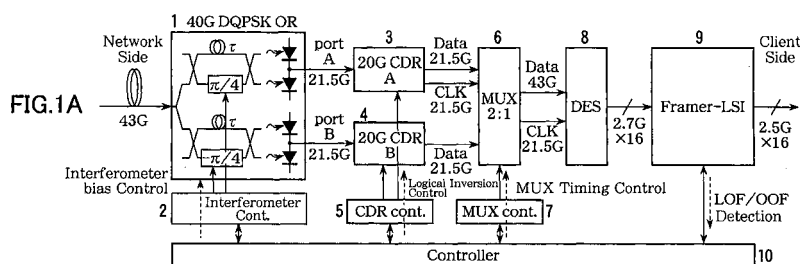 FIG.1A
Network
Side
43G
1 40G DQPSK OR
τ
π/4
τ
π/4
port
A
21.5G
port
B
21.5G
3
20G CDR
A
4
20G CDR
B
Data
21.5G
CLK
21.5G
Data
21.5G
6
MUX
2:1
Data
43G
CLK
21.5G
8
DES
2.7G
×16
9
Framer-LSI
Client
Side
2.5G
×16
Interferometer
bias Control
2
Interferometer
Cont.
Logical Inversion
Control
5
CDR cont.
MUX Timing Control
MUX cont.
7
LOF/OOF
Detection
Controller
10